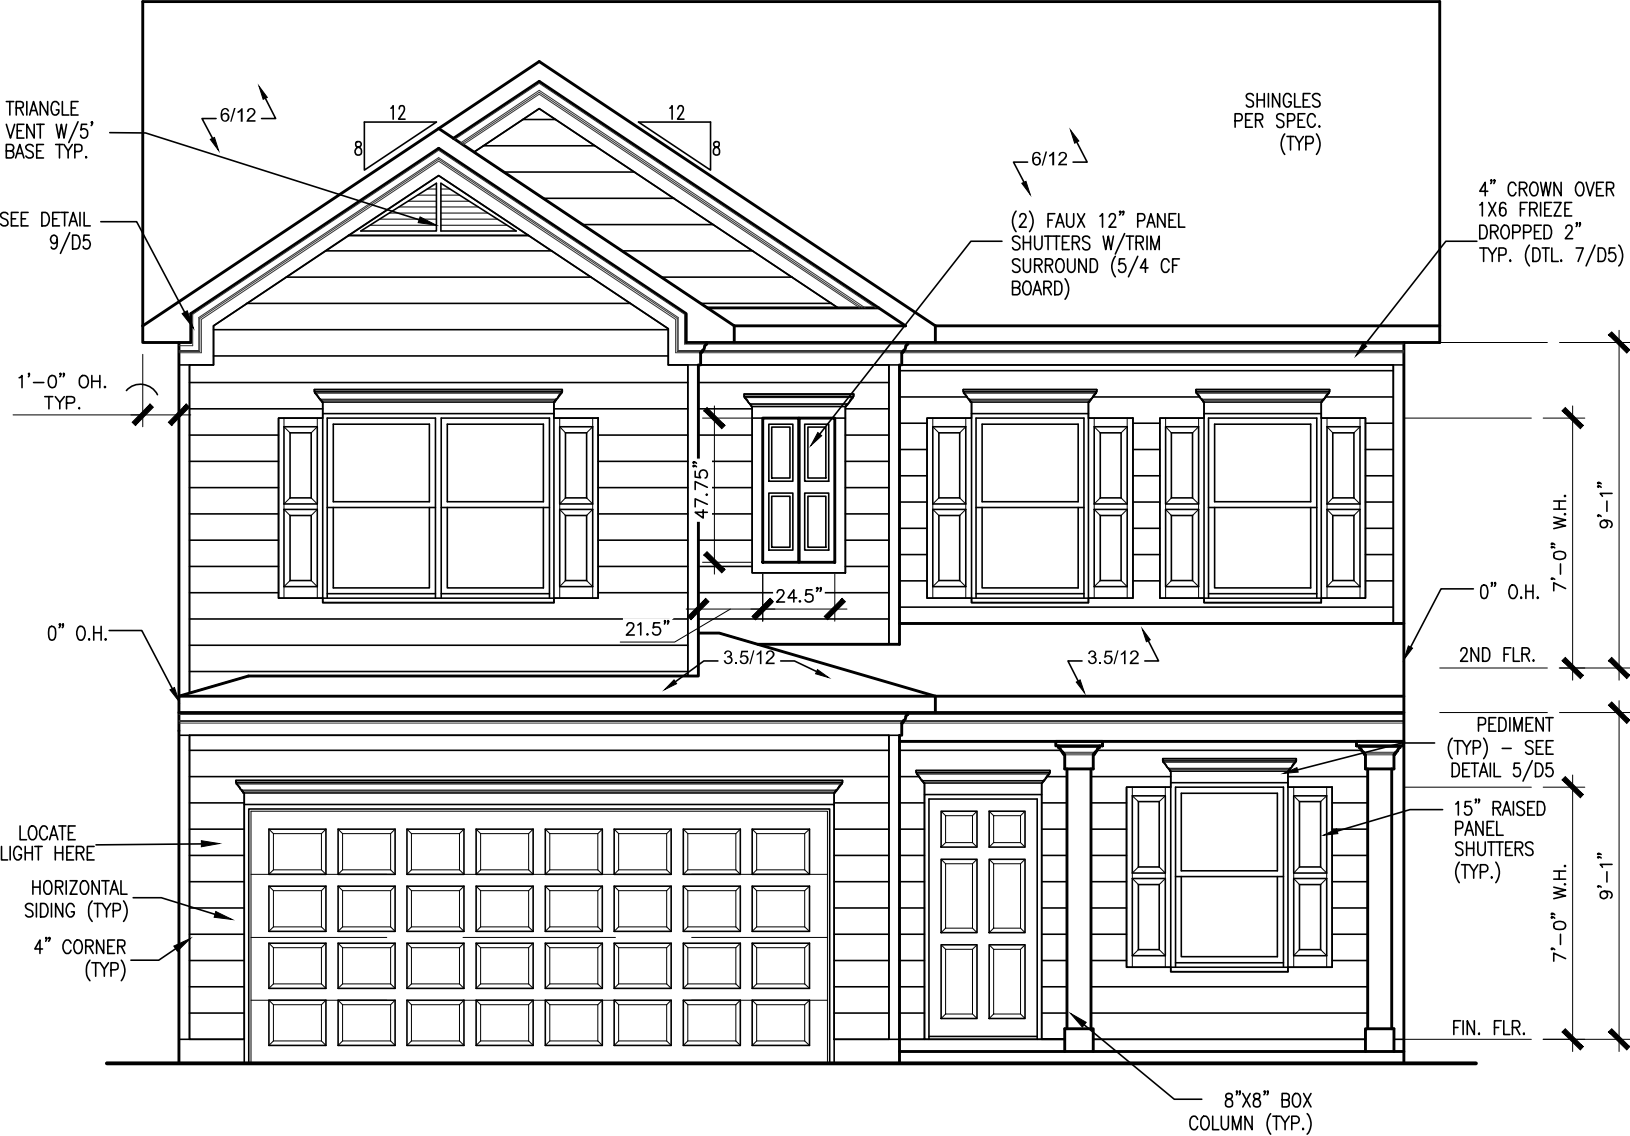 TRIANGLE
VENT W/5'
BASE TYP.
6/12
12
8
12
8
6/12
SHINGLES
PER SPEC.
(TYP)
SEE DETAIL
9/D5
(2) FAUX 12" PANEL
SHUTTERS W/TRIM
SURROUND (5/4 CF
BOARD)
4" CROWN OVER
1X6 FRIEZE
DROPPED 2"
TYP. (DTL. 7/D5)
1'-0" OH.
TYP.
47.75"
24.5"
21.5"
7'-0" W.H.
9'-1"
0" O.H.
0" O.H.
3.5/12
3.5/12
2ND FLR.
PEDIMENT
(TYP) - SEE
DETAIL 5/D5
15" RAISED
PANEL
SHUTTERS
(TYP.)
LOCATE
LIGHT HERE
HORIZONTAL
SIDING (TYP)
4" CORNER
(TYP)
7'-0" W.H.
9'-1"
FIN. FLR.
8"X8" BOX
COLUMN (TYP.)